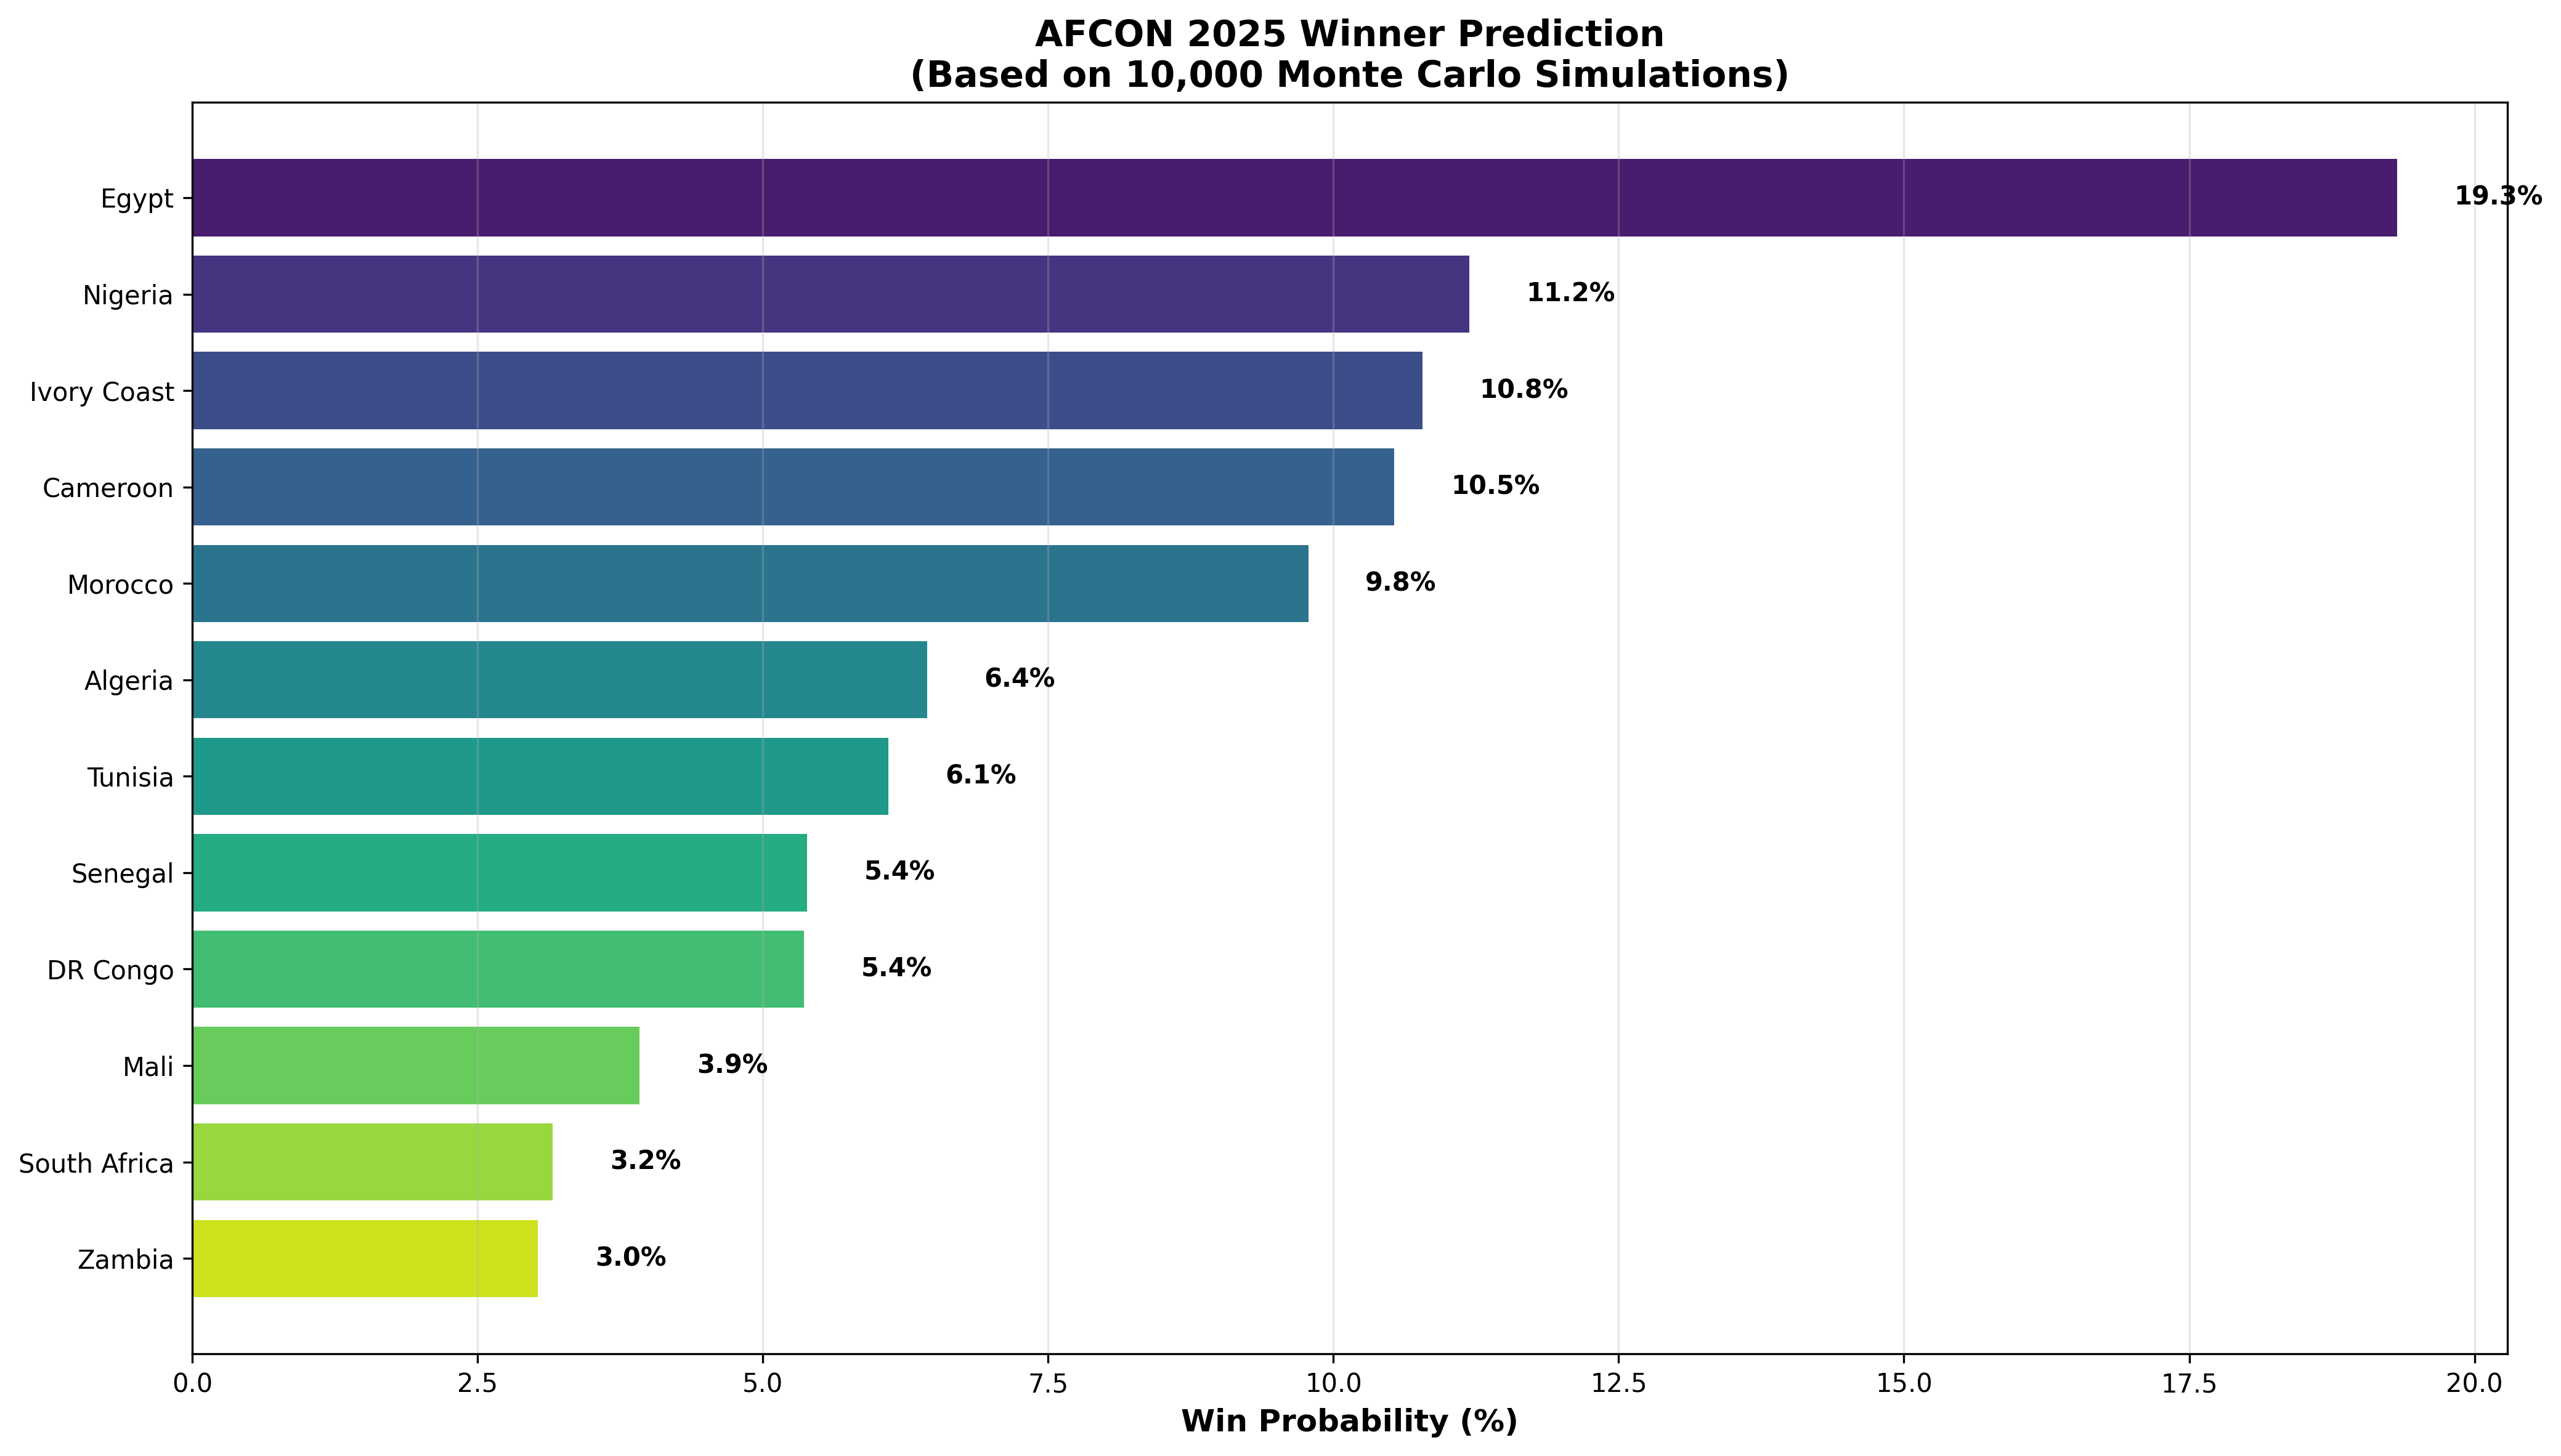 AFCON 2025 Winner Prediction
(Based on 10,000 Monte Carlo Simulations)
Egypt 19.3%
Nigeria 11.2%
Ivory Coast 10.8%
Cameroon 10.5%
Morocco 9.8%
Algeria 6.4%
Tunisia 6.1%
Senegal 5.4%
DR Congo 5.4%
Mali 3.9%
South Africa 3.2%
Zambia 3.0%
0.0 2.5 5.0 7.5 10.0 12.5 15.0 17.5 20.0
Win Probability (%)